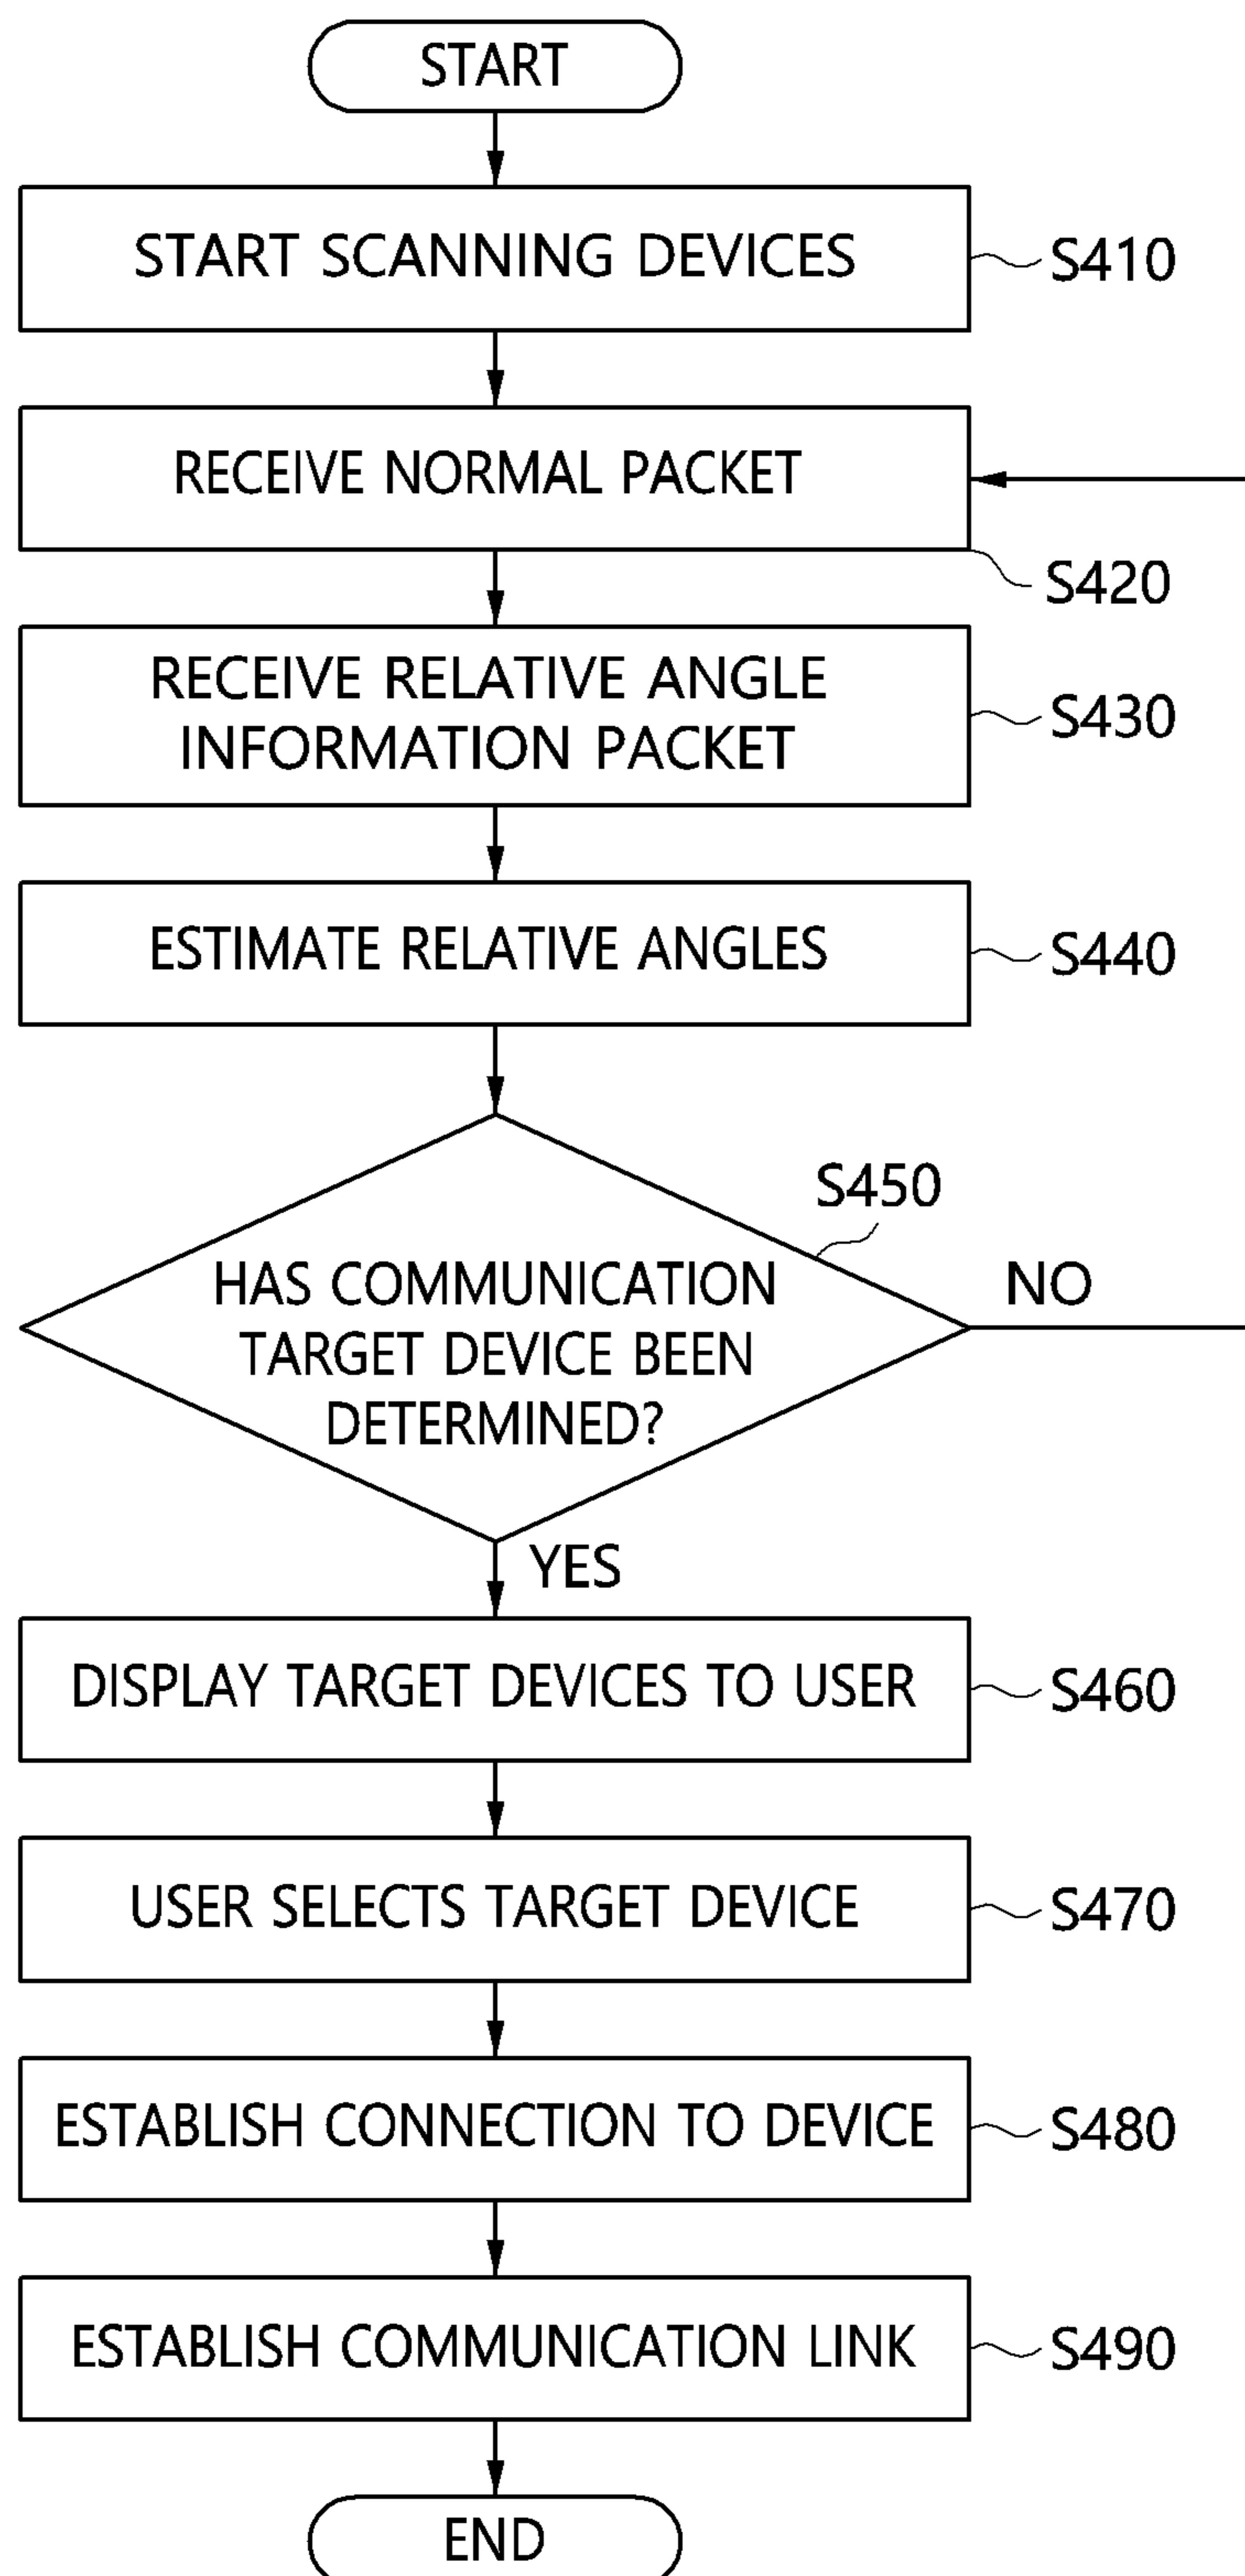 START
START SCANNING DEVICES
S410
RECEIVE NORMAL PACKET
S420
RECEIVE RELATIVE ANGLE
INFORMATION PACKET
S430
ESTIMATE RELATIVE ANGLES
S440
S450
HAS COMMUNICATION
TARGET DEVICE BEEN
DETERMINED?
NO
YES
DISPLAY TARGET DEVICES TO USER
S460
USER SELECTS TARGET DEVICE
S470
ESTABLISH CONNECTION TO DEVICE
S480
ESTABLISH COMMUNICATION LINK
S490
END